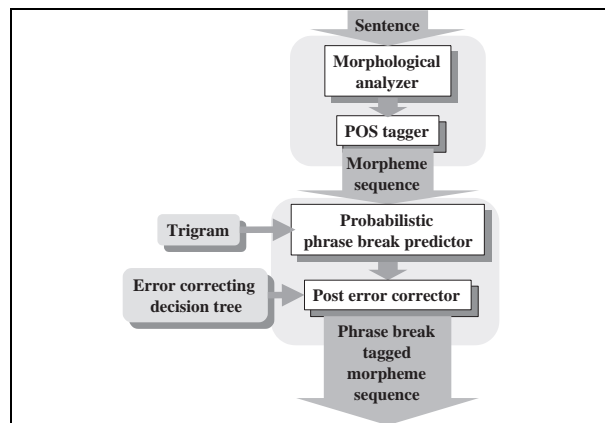 Sentence
Morphological
analyzer
POS tagger
Morpheme
sequence
Trigram
Probabilistic
phrase break predictor
Error correcting
decision tree
Post error corrector
Phrase break
tagged
morpheme
sequence